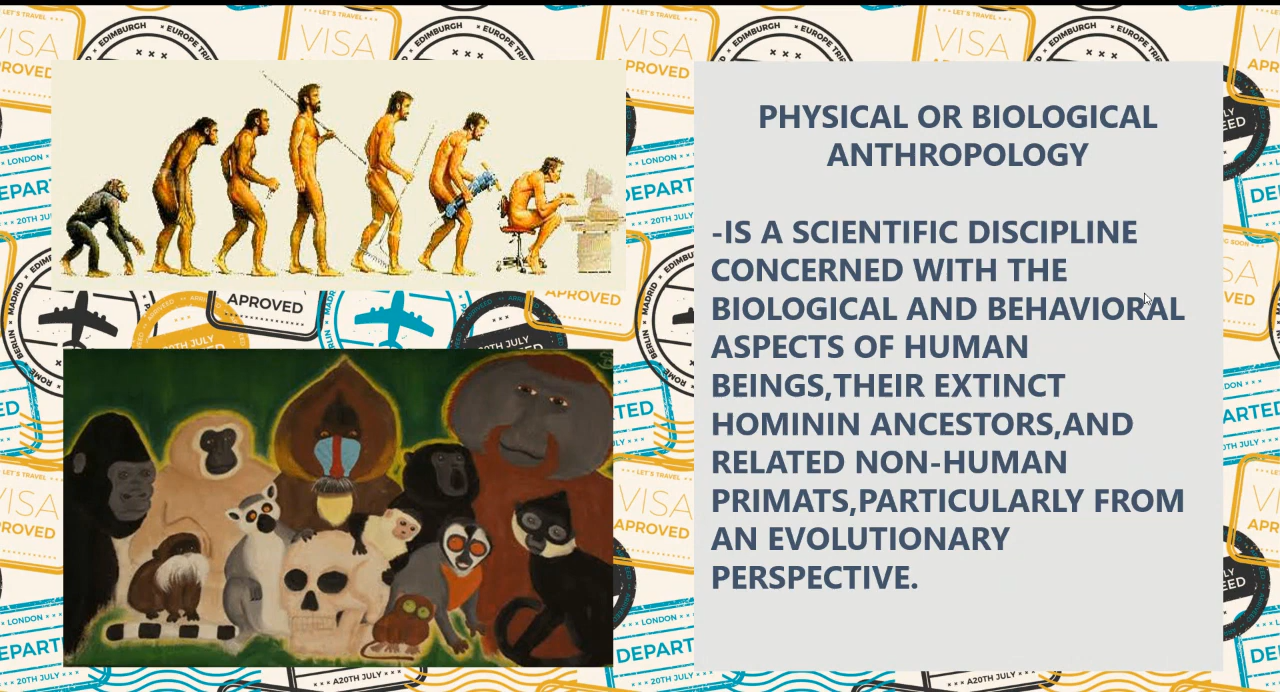 PHYSICAL OR BIOLOGICAL
ANTHROPOLOGY
-IS A SCIENTIFIC DISCIPLINE
CONCERNED WITH THE
BIOLOGICAL AND BEHAVIORAL
ASPECTS OF HUMAN
BEINGS,THEIR EXTINCT
HOMININ ANCESTORS,AND
RELATED NON-HUMAN
PRIMATS,PARTICULARLY FROM
AN EVOLUTIONARY
PERSPECTIVE.